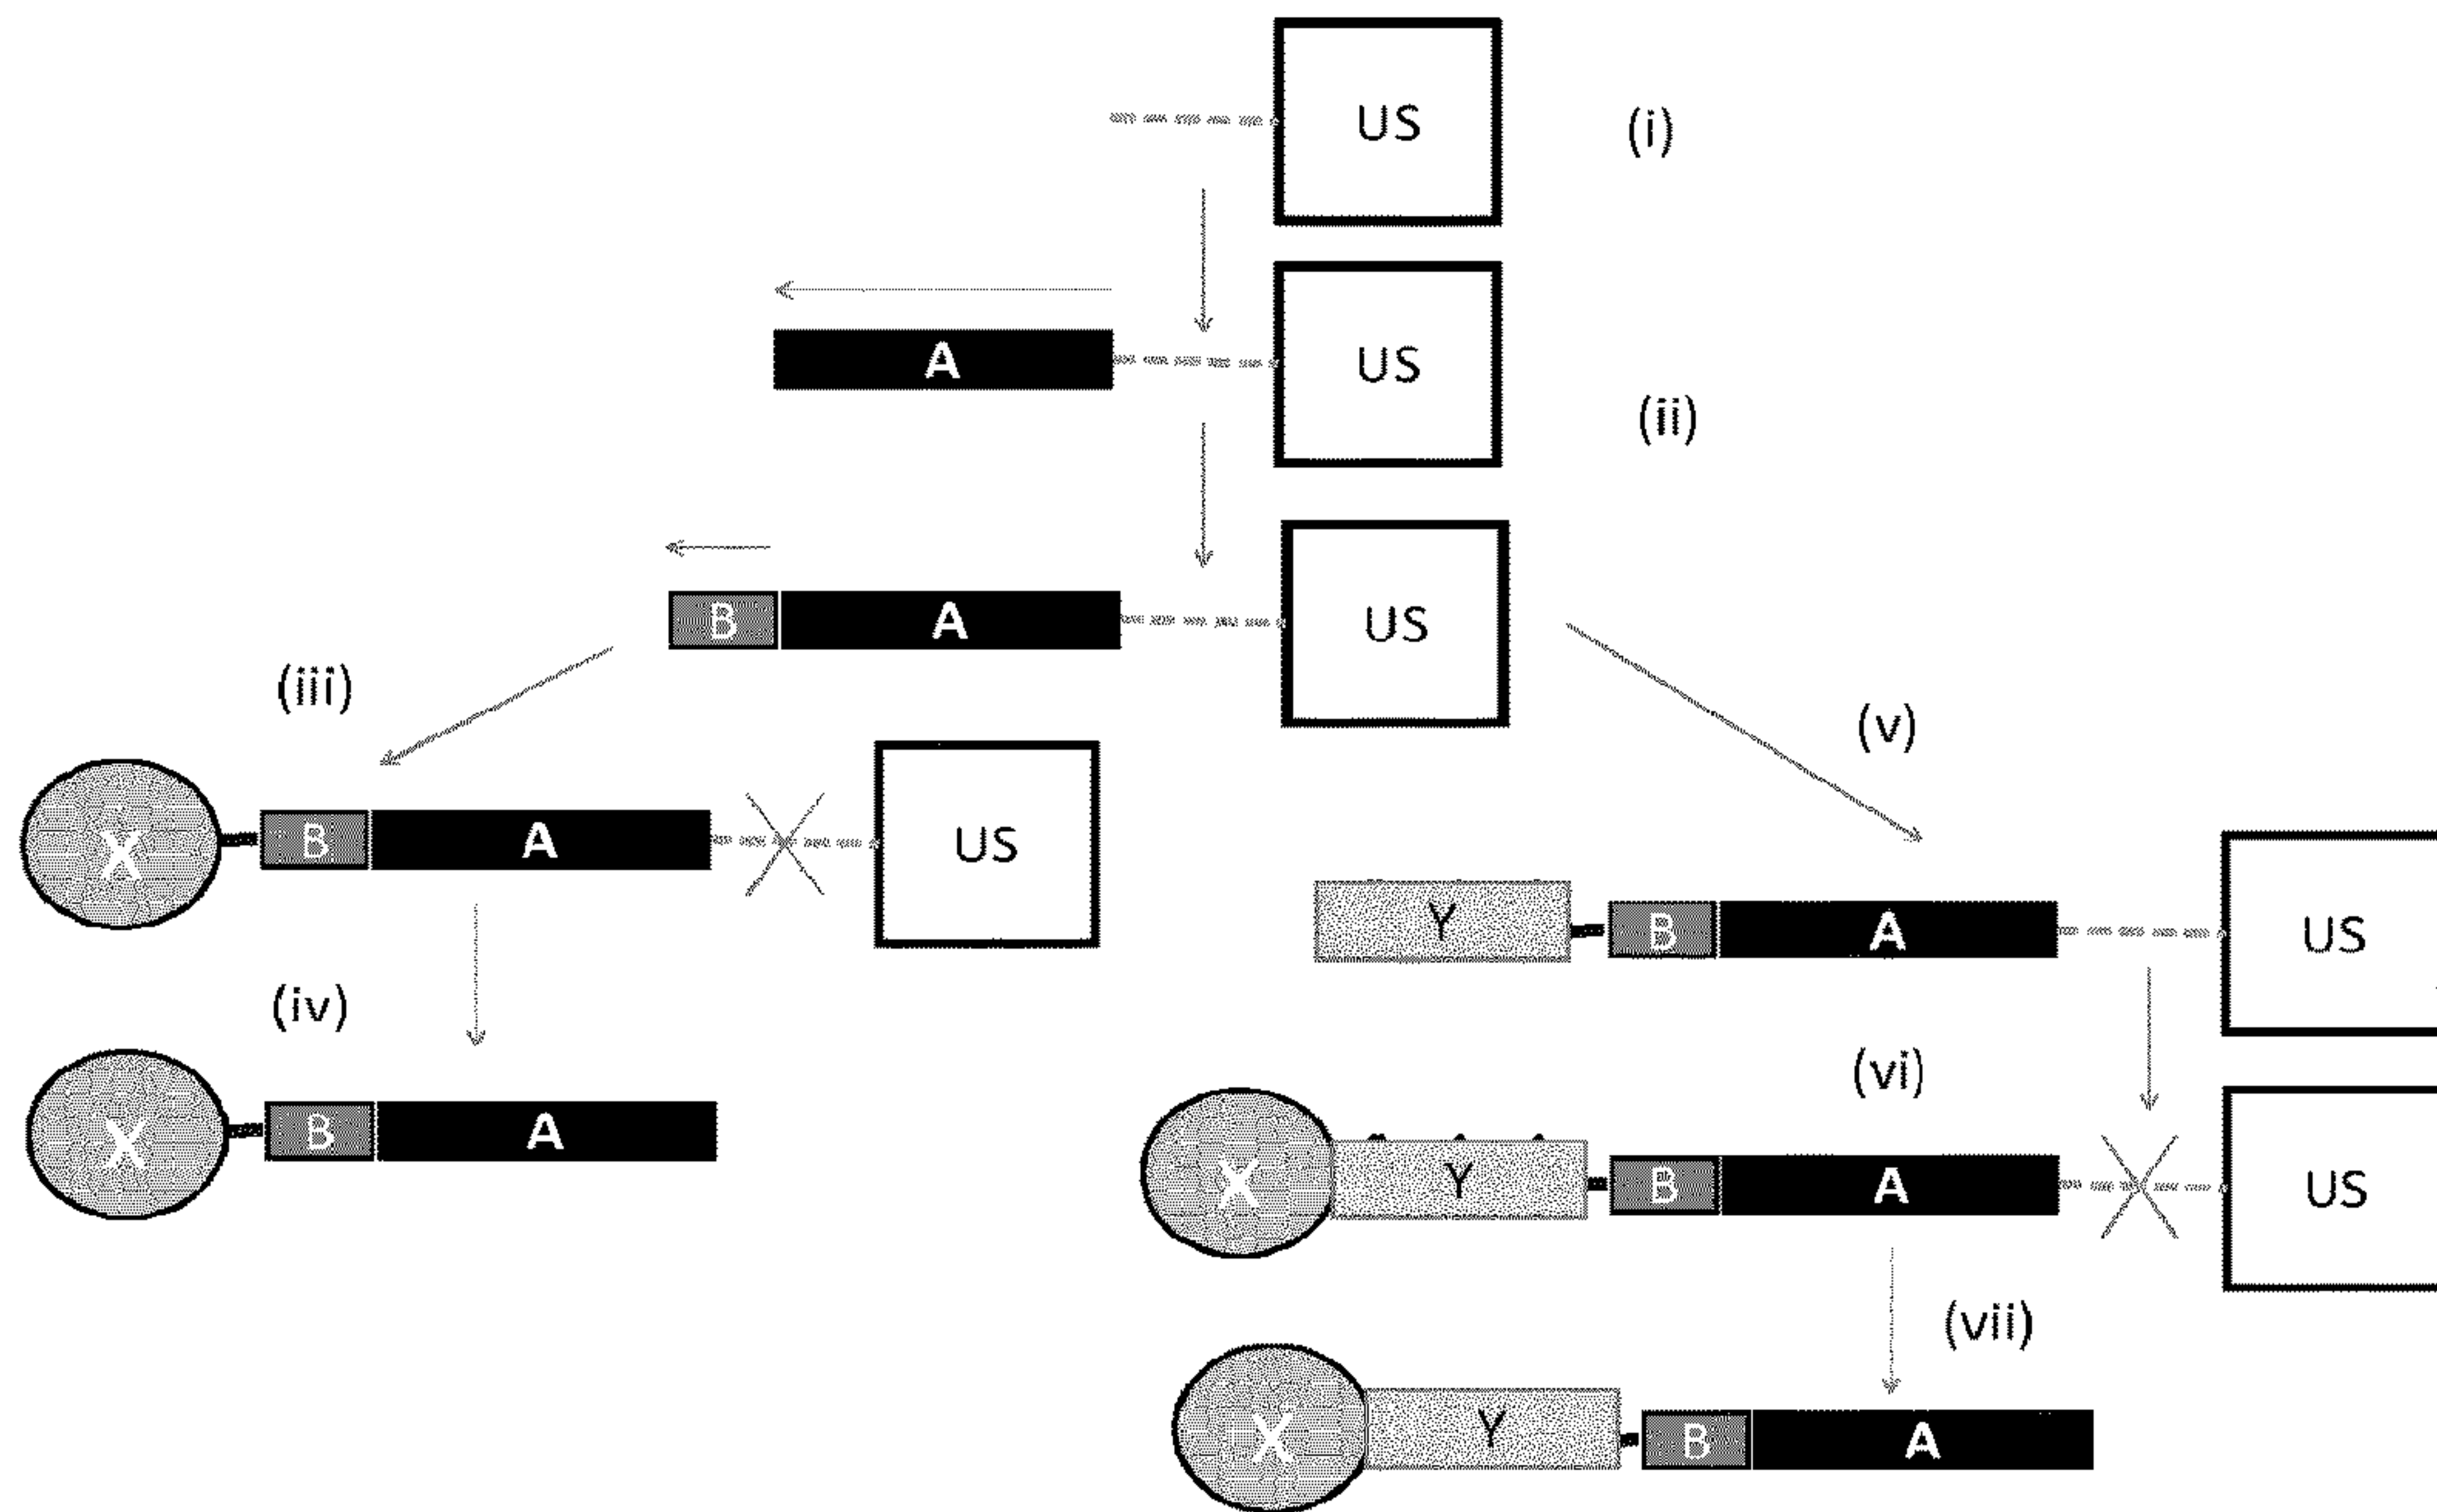 US (i)
A US
(ii)
B A US
(iii)
(v)
X B A US
Y B A US
(iv)
(vi)
X B A
X Y B A US
(vii)
X Y B A